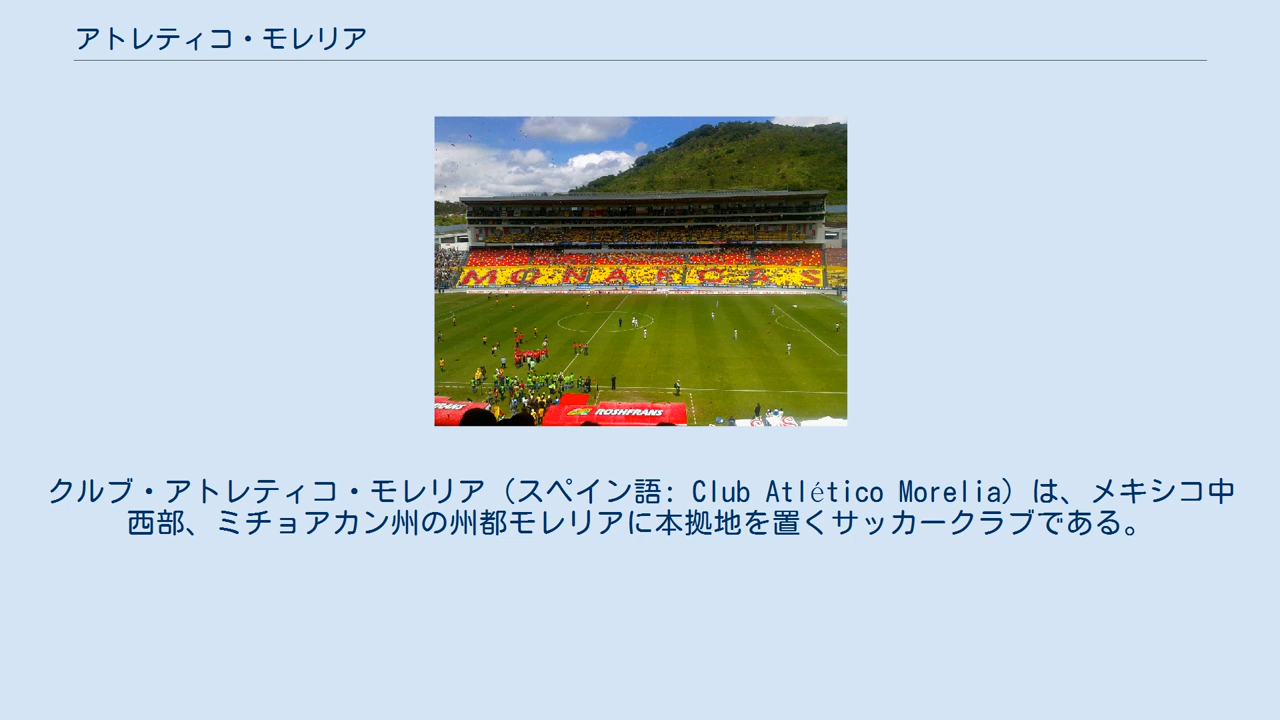 アトレティコ・モレリア
MONARCAS
ROSHFRANS
クルブ・アトレティコ・モレリア（スペイン語: Club Atlético Morelia）は、メキシコ中
西部、ミチョアカン州の州都モレリアに本拠地を置くサッカークラブである。